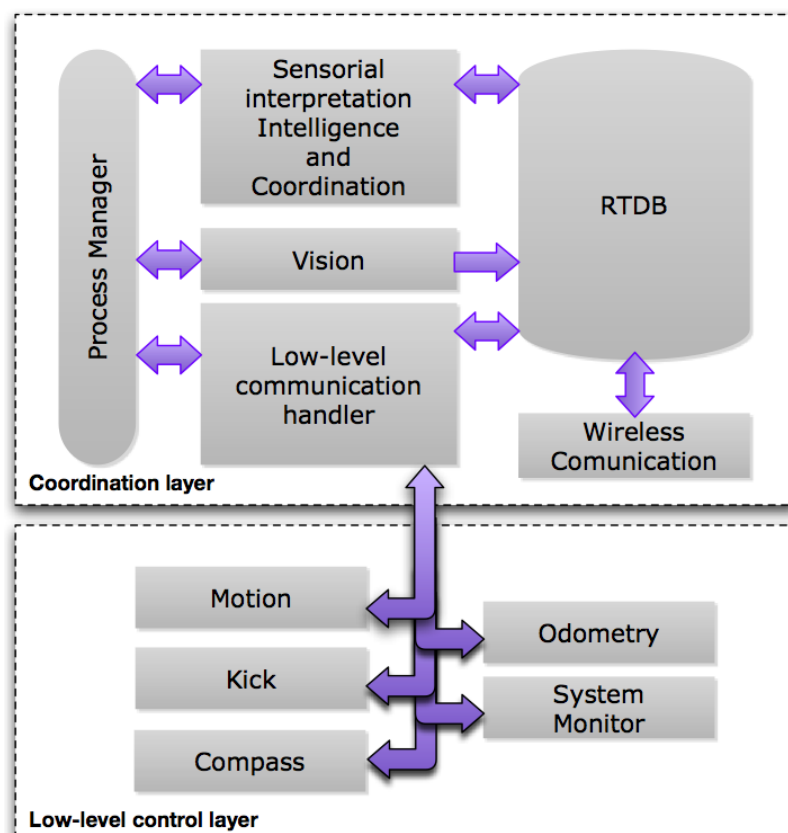 Process Manager
Sensorial
interpretation
Intelligence
and
Coordination
RTDB
Vision
Low-level
communication
handler
Wireless
Comunication
Coordination layer
Motion
Odometry
Kick
System
Monitor
Compass
Low-level control layer